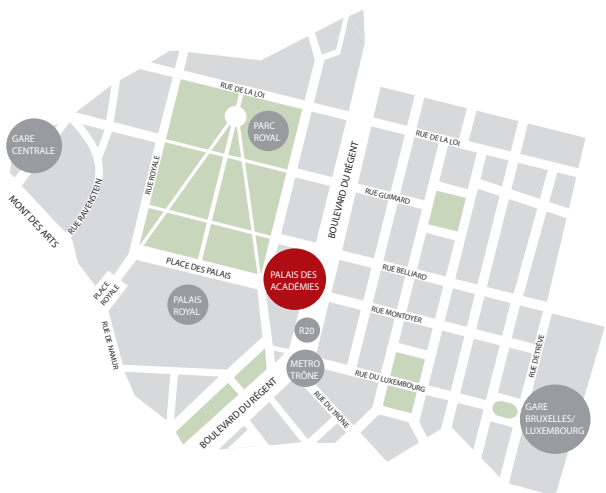 RUE DE LA LOI
GARE
CENTRALE
PARC
ROYAL
RUE DE LA LOI
RUE ROYALE
RUE RAVENSTEIN
MONT DES ARTS
BOULEVARD DU RÉGENT
RUE GUIMARD
PLACE DES PALAIS
PALAIS DES
ACADÉMIES
RUE BELLIARD
PLACE
ROYALE
PALAIS
ROYAL
RUE MONTOYER
R20
RUE DE NAMUR
METRO
TRÔNE
RUE DU LUXEMBOURG
RUE DETRÈVE
BOULEVARD DU RÉGENT
RUE DU TRÔNE
GARE
BRUXELLES/
LUXEMBOURG